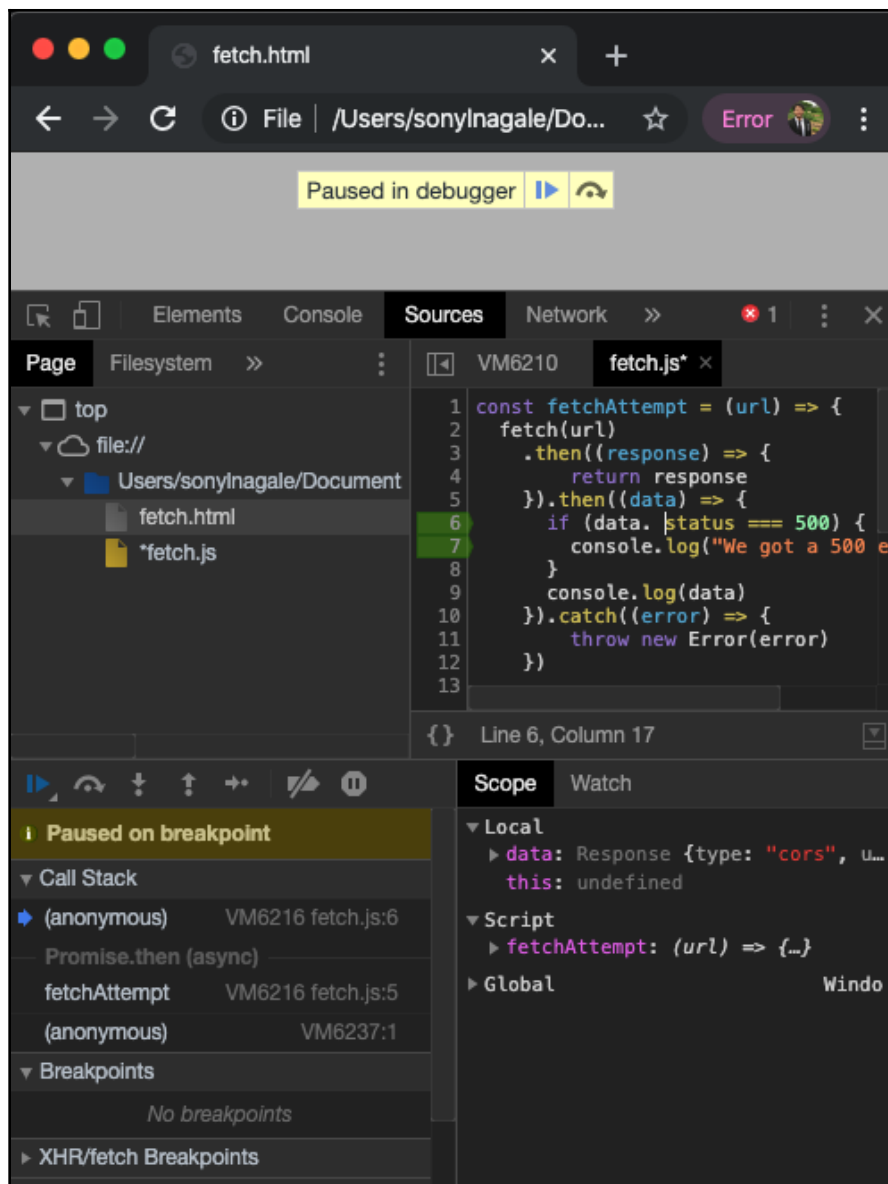 fetch.html × +
File | /Users/sonylnagale/Do... Error
Paused in debugger
Elements Console Sources Network » 1
Page Filesystem »
VM6210 fetch.js* ×
top
file://
Users/sonylnagale/Document
fetch.html
*fetch.js
1 const fetchAttempt = (url) => {
2 fetch(url)
3 .then((response) => {
4 return response
5 }).then((data) => {
6 if (data. status === 500) {
7 console.log("We got a 500 e
8 }
9 console.log(data)
10 }).catch((error) => {
11 throw new Error(error)
12 })
13
{} Line 6, Column 17
Paused on breakpoint
Call Stack
(anonymous) VM6216 fetch.js:6
Promise.then (async)
fetchAttempt VM6216 fetch.js:5
(anonymous) VM6237:1
Breakpoints
No breakpoints
XHR/fetch Breakpoints
Scope Watch
Local
data: Response {type: "cors", u…
this: undefined
Script
fetchAttempt: (url) => {…}
Global Windo